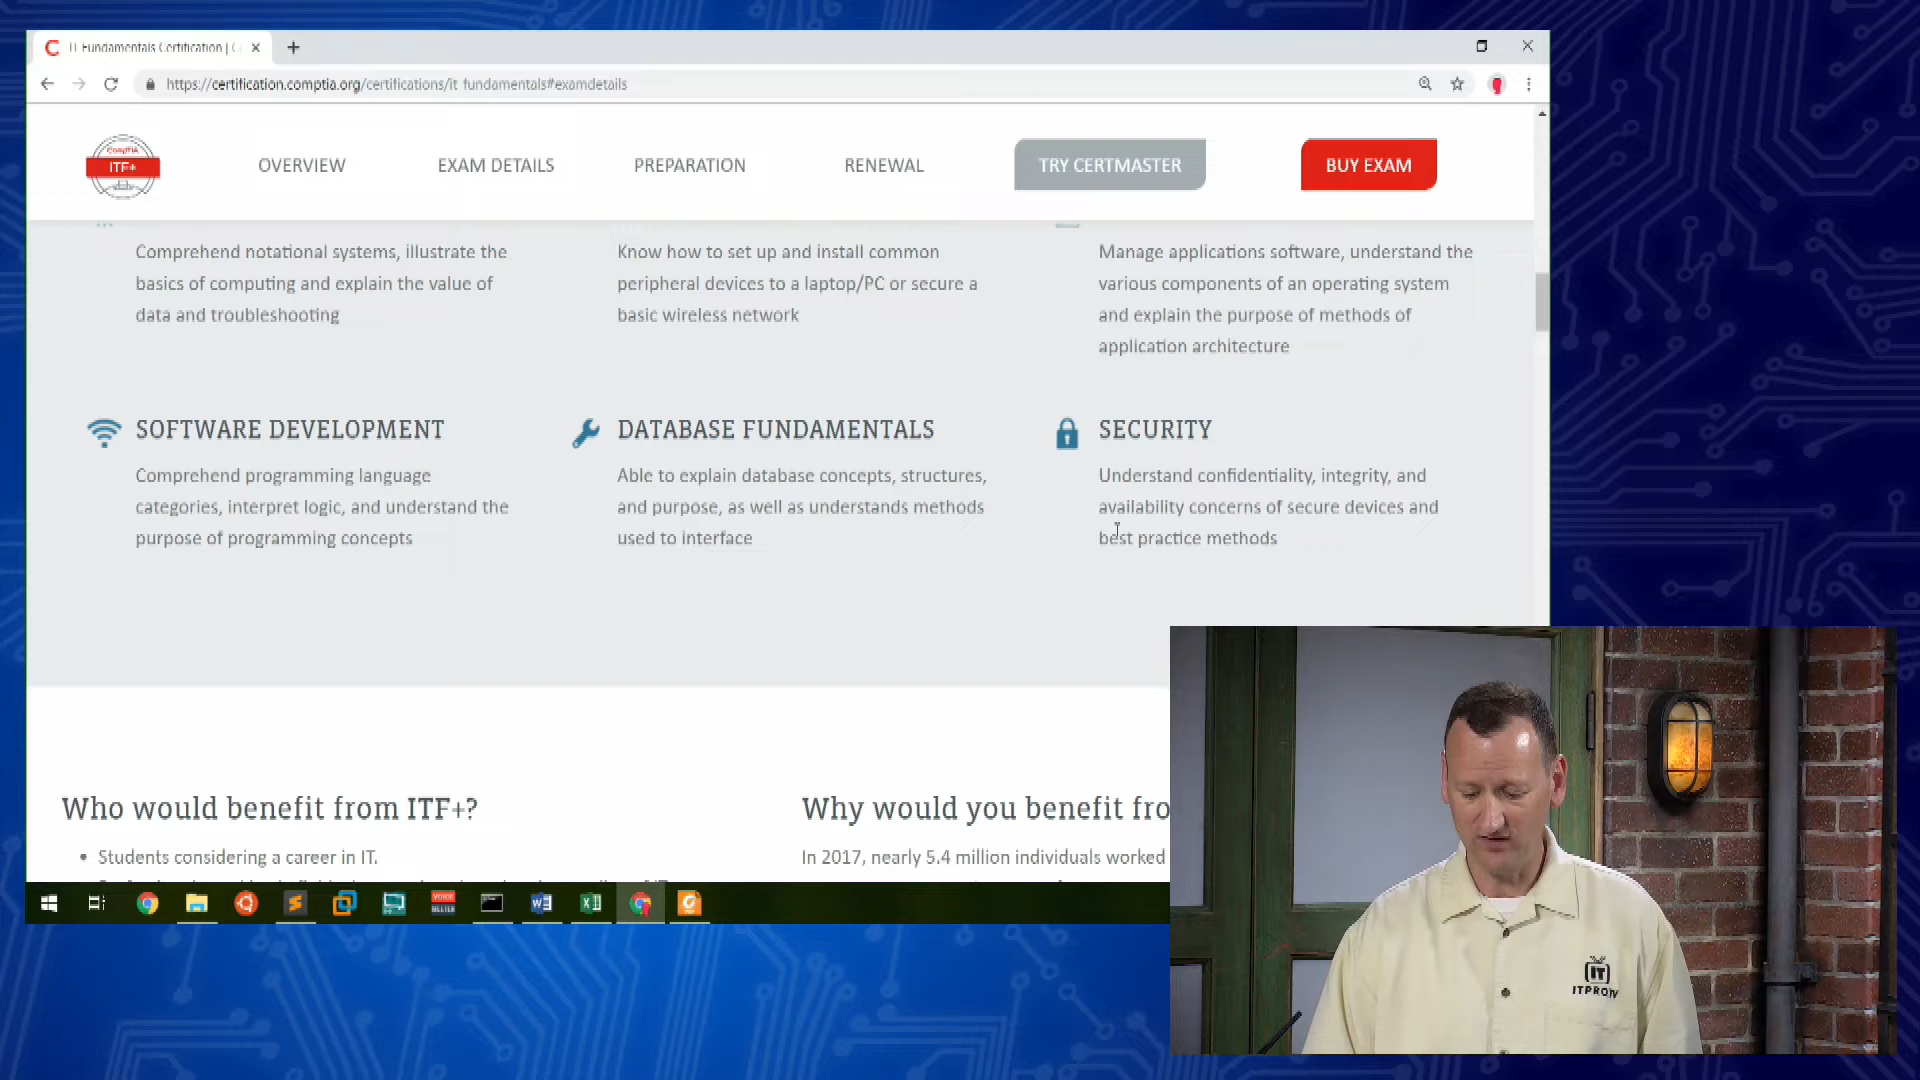 IT Fundamentals Certification | C
https://certification.comptia.org/certifications/it fundamentals#examdetails
CompTIA
ITF+
OVERVIEW
EXAM DETAILS
PREPARATION
RENEWAL
TRY CERTMASTER
BUY EXAM
Comprehend notational systems, illustrate the
basics of computing and explain the value of
data and troubleshooting
Know how to set up and install common
peripheral devices to a laptop/PC or secure a
basic wireless network
Manage applications software, understand the
various components of an operating system
and explain the purpose of methods of
application architecture
SOFTWARE DEVELOPMENT
Comprehend programming language
categories, interpret logic, and understand the
purpose of programming concepts
DATABASE FUNDAMENTALS
Able to explain database concepts, structures,
and purpose, as well as understands methods
used to interface
SECURITY
Understand confidentiality, integrity, and
availability concerns of secure devices and
best practice methods
Who would benefit from ITF+?
• Students considering a career in IT.
Why would you benefit fro
In 2017, nearly 5.4 million individuals worked
IT
ITPROTV